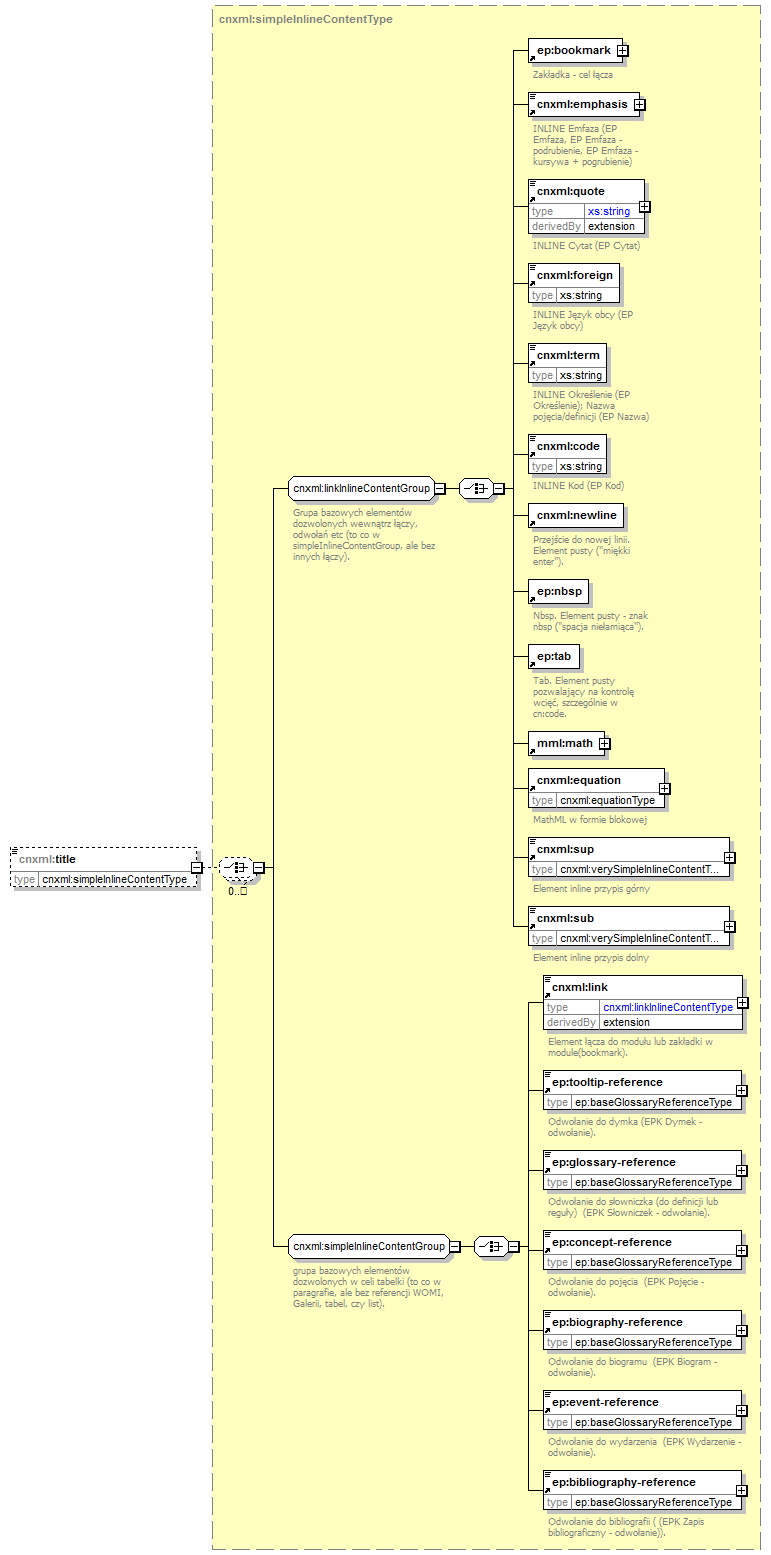 cnxml:simpleInlineContentType
ep:bookmark
Zakładka - cel łącza
cnxml:emphasis
INLINE Emfaza (EP
Emfaza, EP Emfaza -
podrubienie, EP Emfaza -
kursywa + pogrubienie)
cnxml:quote
type xs:string
derivedBy extension
INLINE Cytat (EP Cytat)
cnxml:foreign
type xs:string
INLINE Język obcy (EP
Język obcy)
cnxml:term
type xs:string
INLINE Określenie (EP
Określenie); Nazwa
pojęcia/definicji (EP Nazwa)
cnxml:code
type xs:string
INLINE Kod (EP Kod)
cnxml:linkInlineContentGroup
Grupa bazowych elementów
dozwolonych wewnątrz łączy,
odwołań etc (to co w
simpleInlineContentGroup, ale bez
innych łączy).
cnxml:newline
Przejście do nowej linii.
Element pusty ("miękki
enter").
ep:nbsp
Nbsp. Element pusty - znak
nbsp ("spacja niełamiąca").
ep:tab
Tab. Element pusty
pozwalający na kontrolę
wcięć, szczególnie w
cn:code.
mml:math
cnxml:equation
type cnxml:equationType
MathML w formie blokowej
cnxml:sup
type cnxml:verySimpleInlineContentT...
Element inline przypis górny
cnxml:title
type cnxml:simpleInlineContentType
0..
cnxml:sub
type cnxml:verySimpleInlineContentT...
Element inline przypis dolny
cnxml:link
type cnxml:linkInlineContentType
derivedBy extension
Element łącza do modułu lub zakładki w
module(bookmark).
ep:tooltip-reference
type ep:baseGlossaryReferenceType
Odwołanie do dymka (EPK Dymek -
odwołanie).
ep:glossary-reference
type ep:baseGlossaryReferenceType
Odwołanie do słowniczka (do definicji lub
reguły) (EPK Słowniczek - odwołanie).
cnxml:simpleInlineContentGroup
grupa bazowych elementów
dozwolonych w celi tabelki (to co w
paragrafie, ale bez referencji WOMI,
Galerii, tabel, czy list).
ep:concept-reference
type ep:baseGlossaryReferenceType
Odwołanie do pojęcia (EPK Pojęcie -
odwołanie).
ep:biography-reference
type ep:baseGlossaryReferenceType
Odwołanie do biogramu (EPK Biogram -
odwołanie).
ep:event-reference
type ep:baseGlossaryReferenceType
Odwołanie do wydarzenia (EPK Wydarzenie -
odwołanie).
ep:bibliography-reference
type ep:baseGlossaryReferenceType
Odwołanie do bibliografii ( (EPK Zapis
bibliograficzny - odwołanie)).